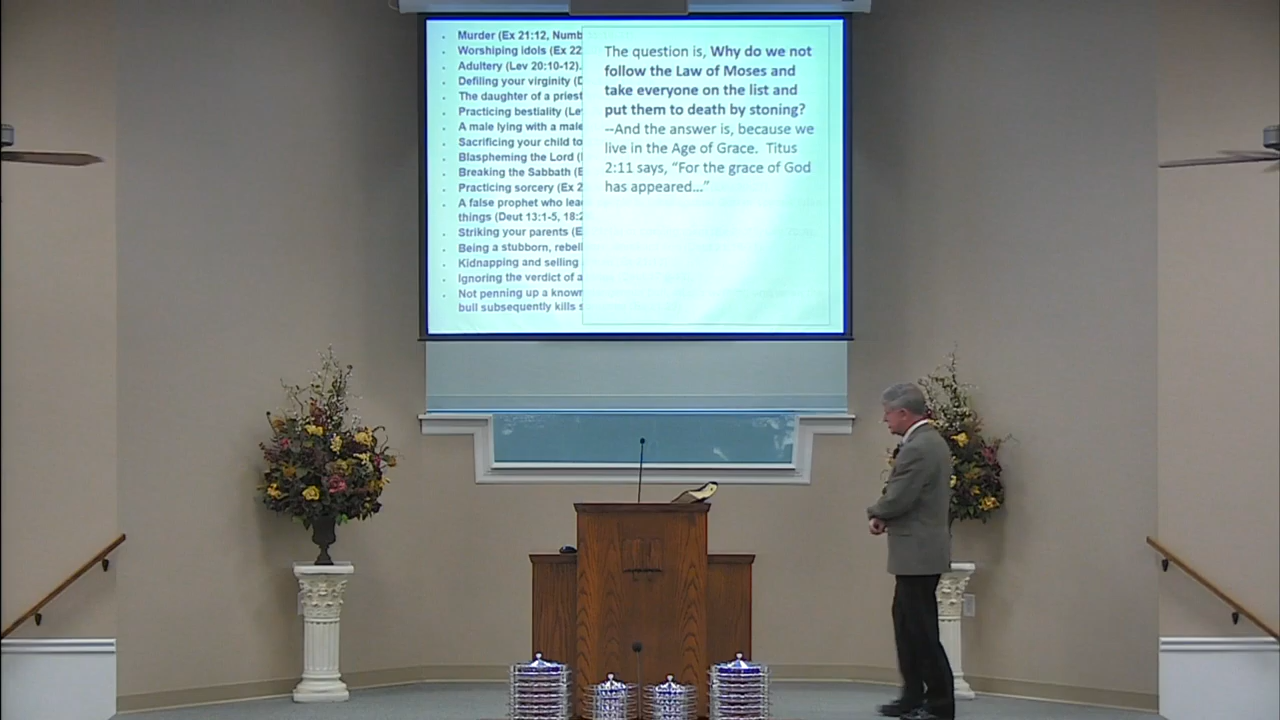 Murder (Ex 21:12, Numb
Worshiping idols (Ex 22
Adultery (Lev 20:10-12).
Defiling your virginity (D
The daughter of a priest
Practicing bestiality (Le
A male lying with a male
Sacrificing your child to
Blaspheming the Lord (
Breaking the Sabbath (E
Practicing sorcery (Ex 2
A false prophet who lea
things (Deut 13:1-5, 18:2
Striking your parents (E
Being a stubborn, rebell
Kidnapping and selling
Ignoring the verdict of a
Not penning up a known
bull subsequently kills s
The question is, Why do we not
follow the Law of Moses and
take everyone on the list and
put them to death by stoning?
--And the answer is, because we
live in the Age of Grace. Titus
2:11 says, “For the grace of God
has appeared...”